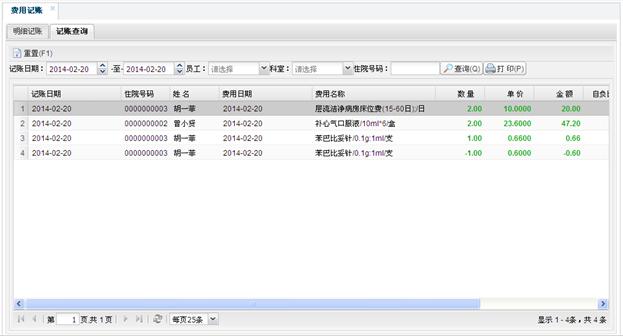 费用记账
明细记账 记账查询
重置(F1)
记账日期： 2014-02-20 -至- 2014-02-20 员工： 请选择 科室： 请选择 住院号码： 查询(Q) 打印(P)
记账日期 住院号码 姓名 费用日期 费用名称 数量 单价 金额 自负比
1 2014-02-20 0000000003 胡一菲 2014-02-20 层流洁净病房床位费(15-60日)/日 2.00 10.0000 20.00
2 2014-02-20 0000000002 曾小贤 2014-02-20 补心气口服液/10ml*6/盒 2.00 23.6000 47.20
3 2014-02-20 0000000003 胡一菲 2014-02-20 苯巴比妥针/0.1g:1ml/支 1.00 0.6600 0.66
4 2014-02-20 0000000003 胡一菲 2014-02-20 苯巴比妥针/0.1g:1ml/支 -1.00 0.6000 -0.60
第 1 页,共 1 页 每页25条 显示 1 - 4条，共 4 条